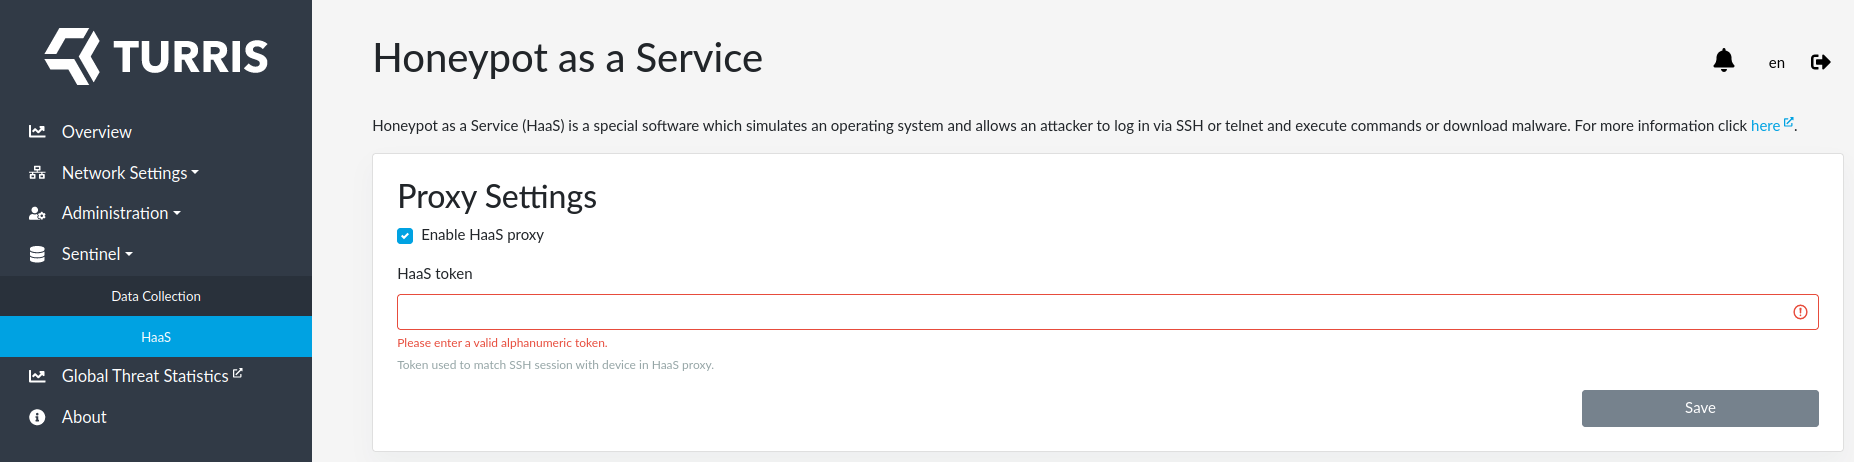 TURRIS
Overview
Network Settings
Administration
Sentinel
Data Collection
HaaS
Global Threat Statistics
About
Honeypot as a Service
en
Honeypot as a Service (HaaS) is a special software which simulates an operating system and allows an attacker to log in via SSH or telnet and execute commands or download malware. For more information click here.
Proxy Settings
Enable HaaS proxy
HaaS token
Please enter a valid alphanumeric token.
Token used to match SSH session with device in HaaS proxy.
Save